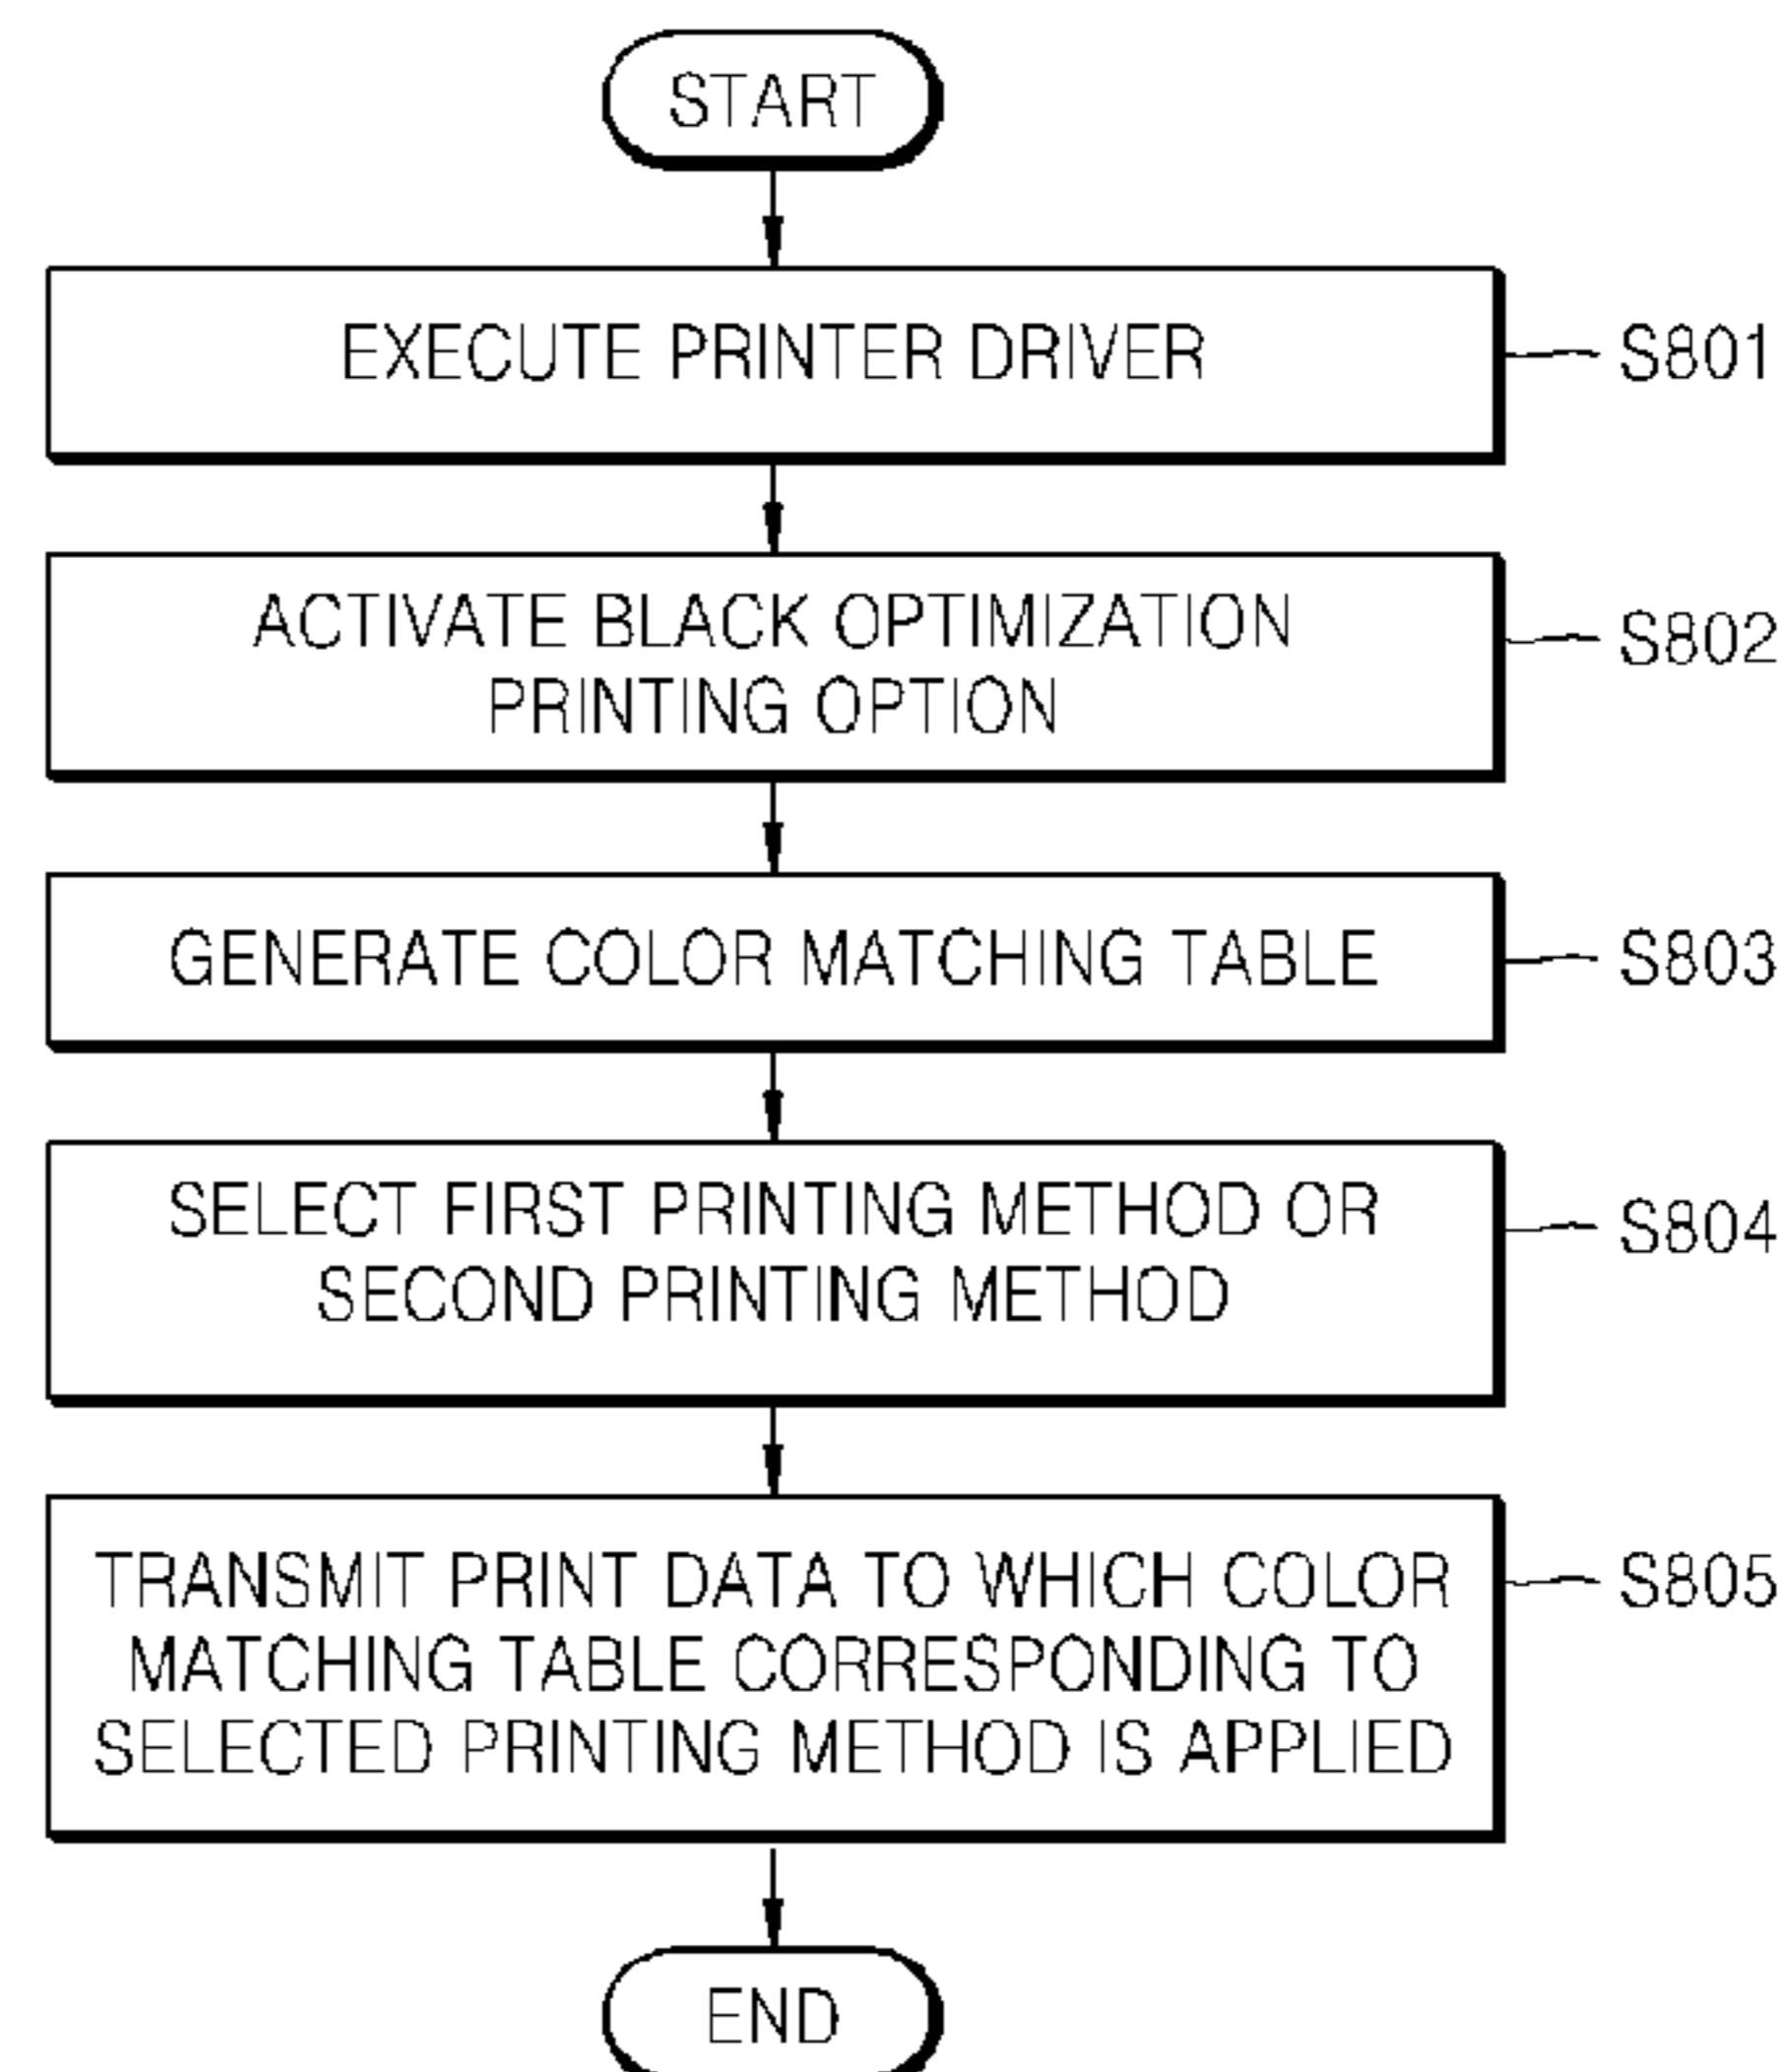 START
EXECUTE PRINTER DRIVER
S801
ACTIVATE BLACK OPTIMIZATION
PRINTING OPTION
S802
GENERATE COLOR MATCHING TABLE
S803
SELECT FIRST PRINTING METHOD OR
SECOND PRINTING METHOD
S804
TRANSMIT PRINT DATA TO WHICH COLOR
MATCHING TABLE CORRESPONDING TO
SELECTED PRINTING METHOD IS APPLIED
S805
END